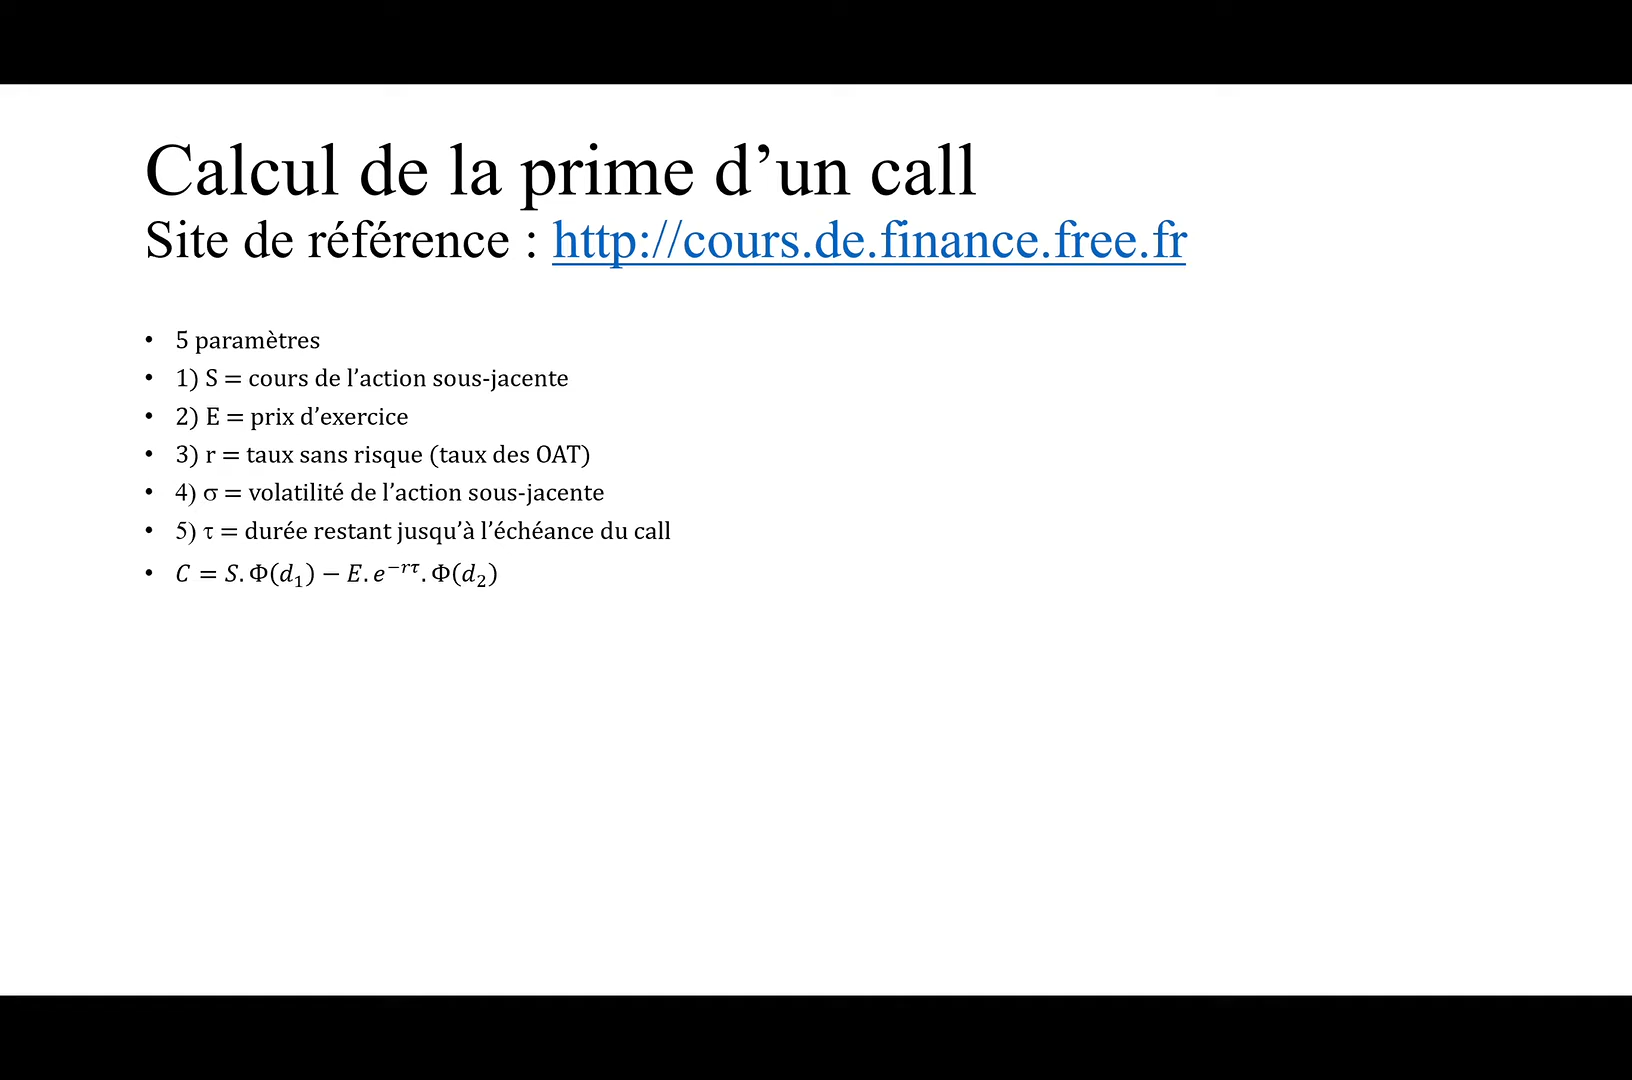 Calcul de la prime d’un call
Site de référence : http://cours.de.finance.free.fr
• 5 paramètres
• 1) S = cours de l’action sous-jacente
• 2) E = prix d’exercice
• 3) r = taux sans risque (taux des OAT)
• 4) σ = volatilité de l’action sous-jacente
• 5) τ = durée restant jusqu’à l’échéance du call
• C = S. Φ(d₁) − E. e^{−rτ}. Φ(d₂)